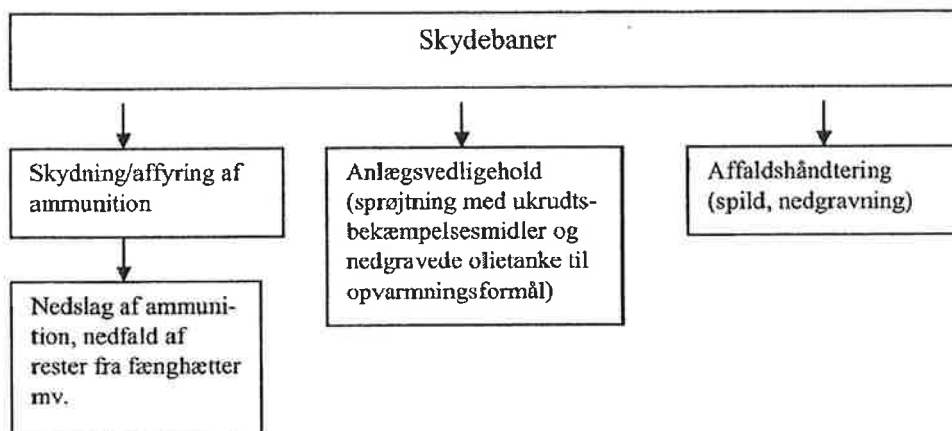 Skydebaner
Skydning/affyring af
ammunition
Anlægsvedligehold
(sprøjtning med ukrudts-
bekæmpelsesmidler og
nedgravede olietanke til
opvarmningsformål)
Affaldshåndtering
(spild, nedgravning)
Nedslag af ammuni-
tion, nedfald af
rester fra fænghætter
mv.